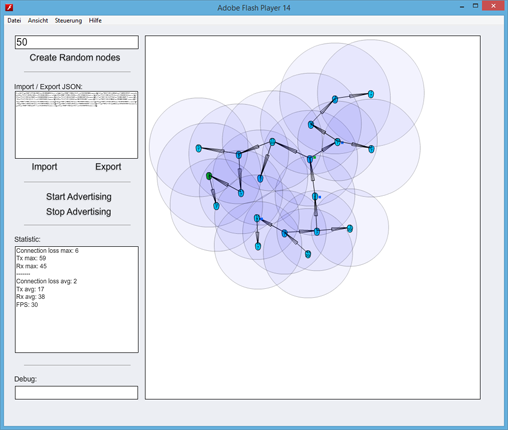 Adobe Flash Player 14
Datei Ansicht Steuerung Hilfe
50
Create Random nodes
Import / Export JSON:
Import Export
Start Advertising
Stop Advertising
Statistic:
Connection loss max: 6
Tx max: 59
Rx max: 45
-------
Connection loss avg: 2
Tx avg: 17
Rx avg: 38
FPS: 30
Debug: